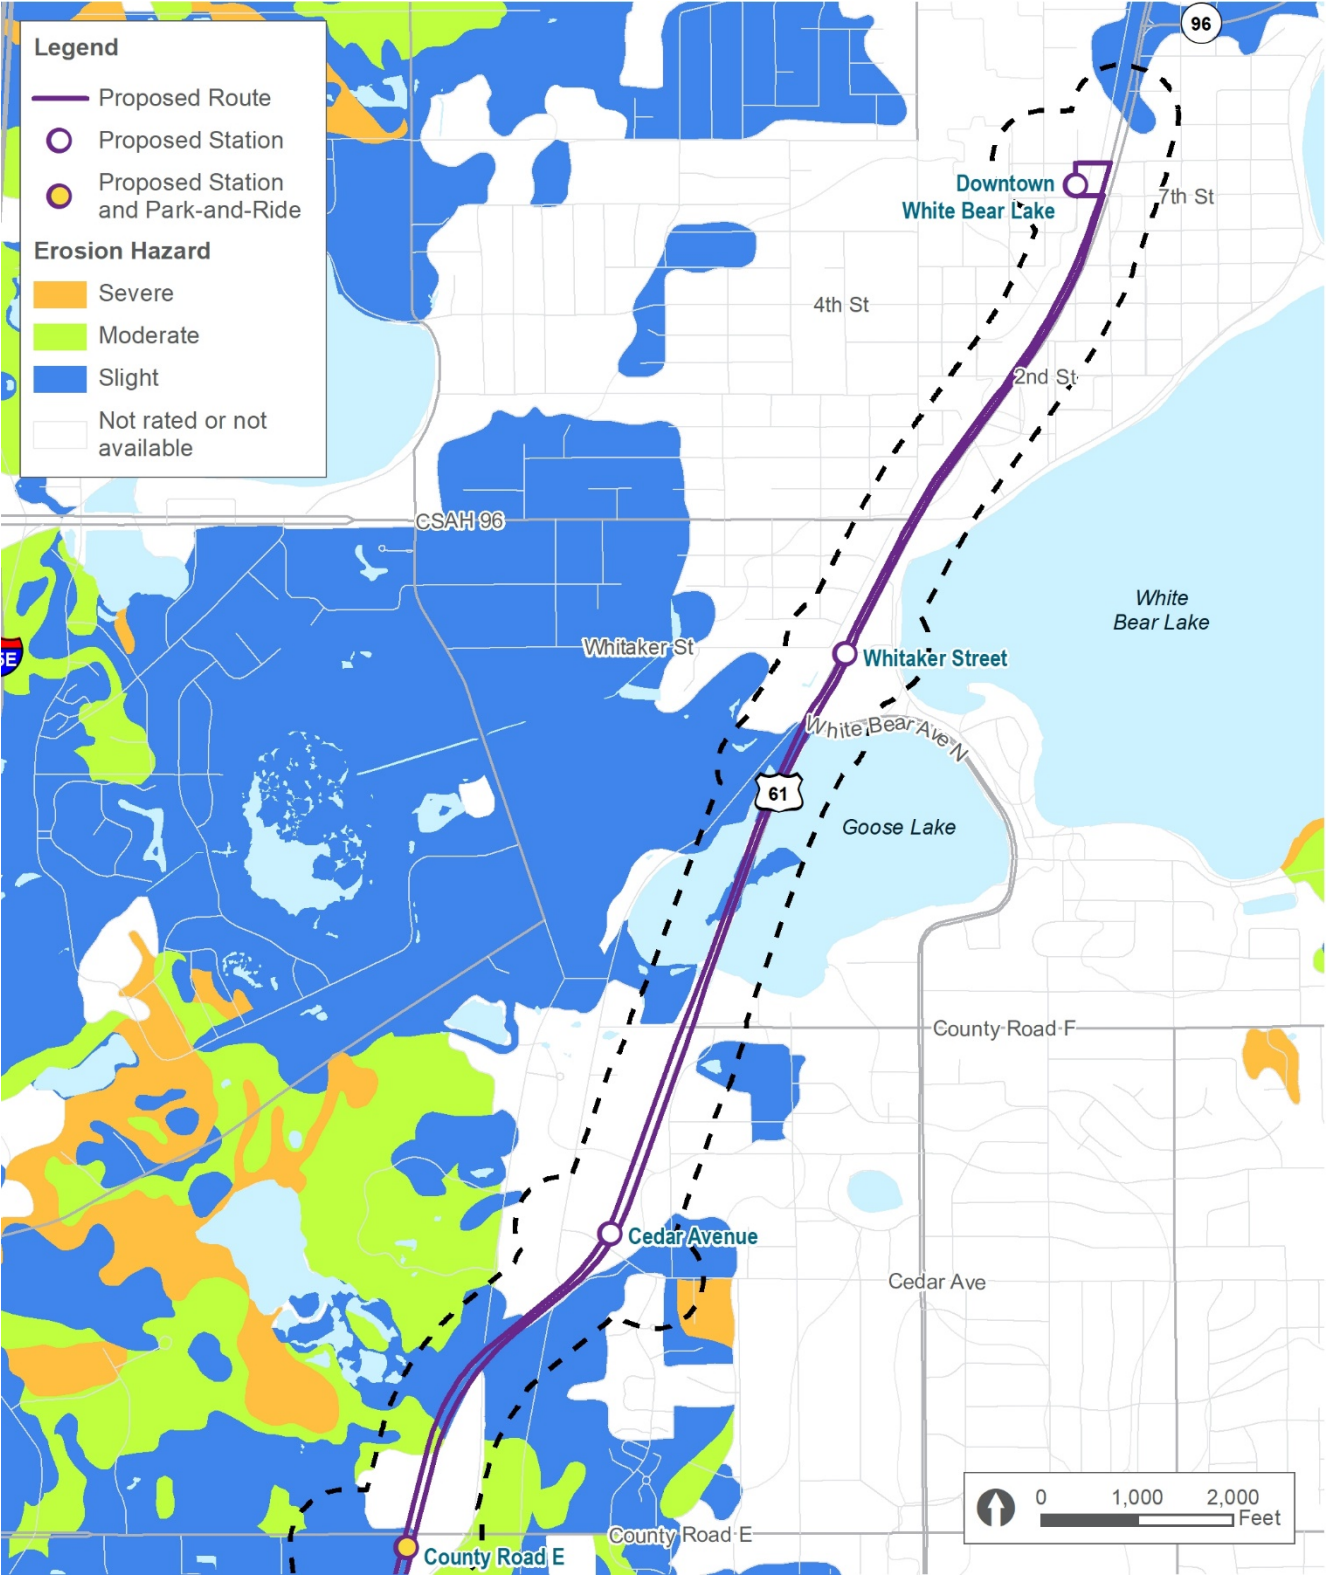 Legend
Proposed Route
Proposed Station
Proposed Station
and Park-and-Ride
Erosion Hazard
Severe
Moderate
Slight
Not rated or not
available
96
Downtown
White Bear Lake
7th St
4th St
2nd St
CSAH 96
White
Bear Lake
5E
Whitaker St
Whitaker Street
White Bear Ave N
61
Goose Lake
County Road F
Cedar Avenue
Cedar Ave
0 1,000 2,000
Feet
County Road E
County Road E